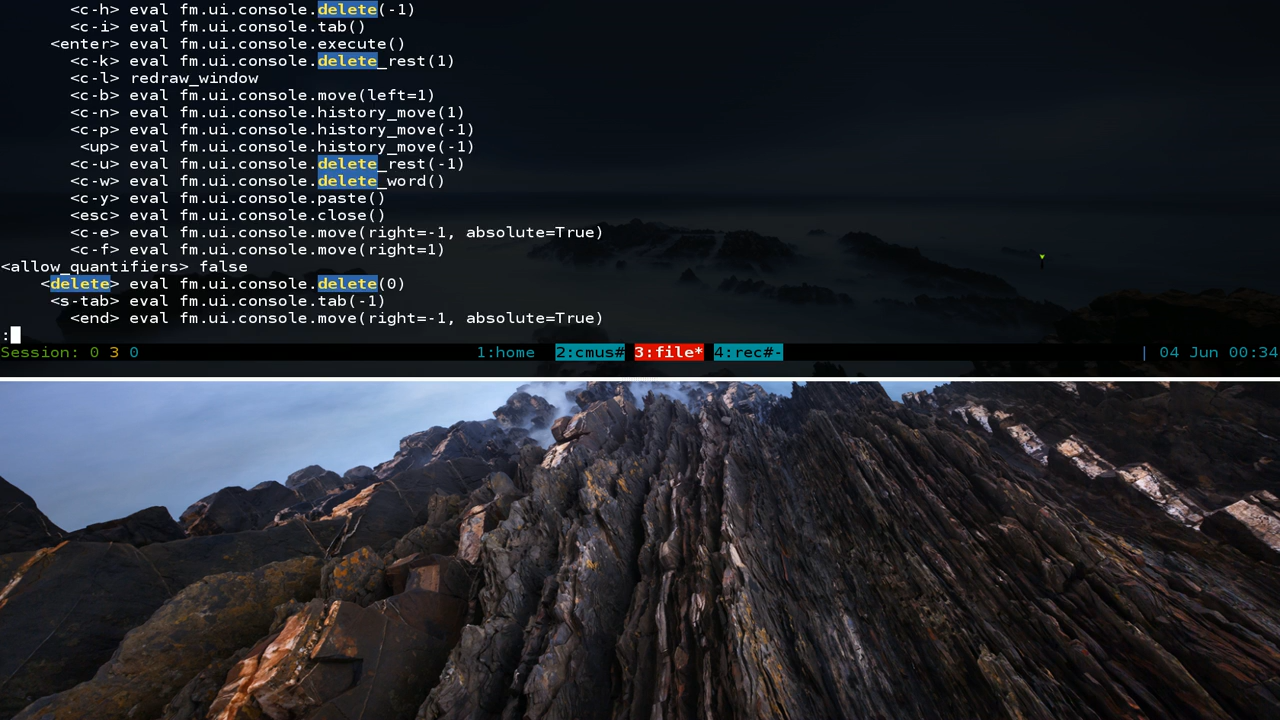 <c-h> eval fm.ui.console.delete(-1)
<c-i> eval fm.ui.console.tab()
<enter> eval fm.ui.console.execute()
<c-k> eval fm.ui.console.delete_rest(1)
<c-l> redraw_window
<c-b> eval fm.ui.console.move(left=1)
<c-n> eval fm.ui.console.history_move(1)
<c-p> eval fm.ui.console.history_move(-1)
<up> eval fm.ui.console.history_move(-1)
<c-u> eval fm.ui.console.delete_rest(-1)
<c-w> eval fm.ui.console.delete_word()
<c-y> eval fm.ui.console.paste()
<esc> eval fm.ui.console.close()
<c-e> eval fm.ui.console.move(right=-1, absolute=True)
<c-f> eval fm.ui.console.move(right=1)
<allow_quantifiers> false
<delete> eval fm.ui.console.delete(0)
<s-tab> eval fm.ui.console.tab(-1)
<end> eval fm.ui.console.move(right=-1, absolute=True)
:
Session: 0 3 0 1:home 2:cmus# 3:file* 4:rec#- | 04 Jun 00:34